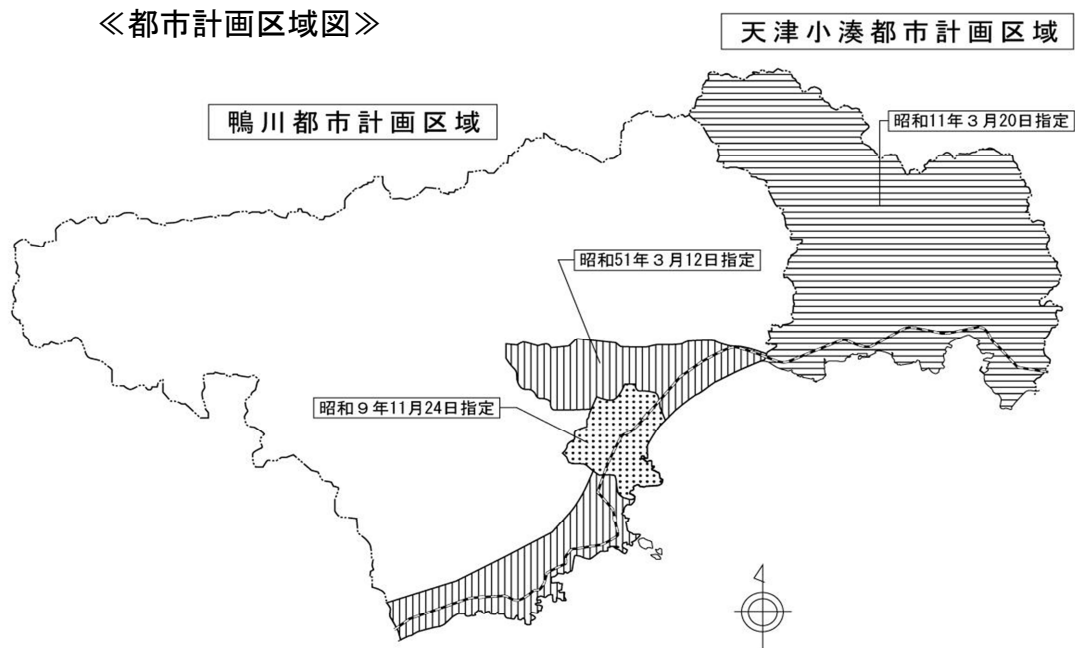 ≪都市計画区域図≫
天津小湊都市計画区域
鴨川都市計画区域
昭和11年3月20日指定
昭和51年3月12日指定
昭和9年11月24日指定